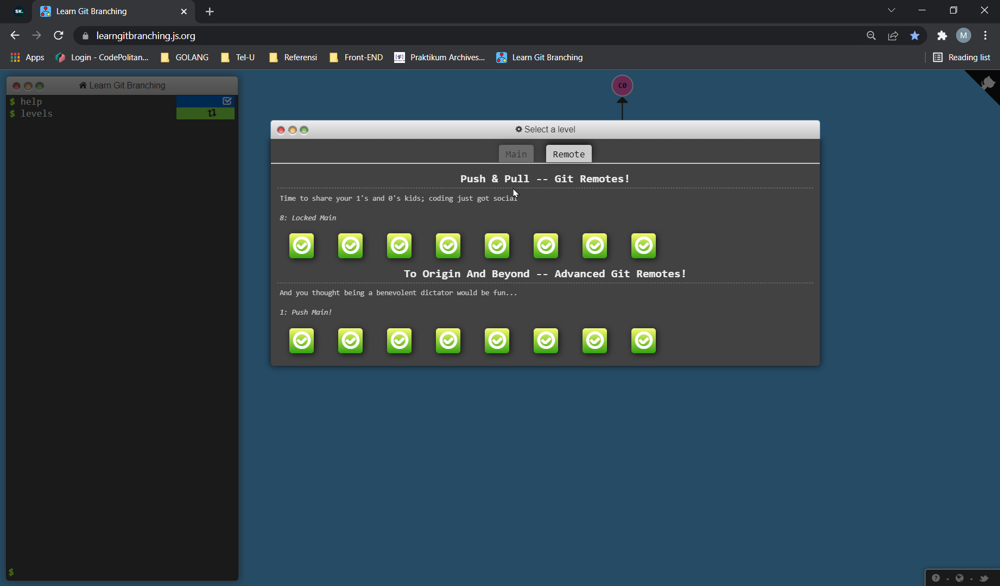 SK.
Learn Git Branching
learngitbranching.js.org
M
Apps
Login - CodePolitan...
GOLANG
Tel-U
Referensi
Front-END
Praktikum Archives...
Learn Git Branching
Reading list
Learn Git Branching
$ help
$ levels
$
C0
Select a level
Main
Remote
Push & Pull -- Git Remotes!
Time to share your 1's and 0's kids; coding just got social
8: Locked Main
To Origin And Beyond -- Advanced Git Remotes!
And you thought being a benevolent dictator would be fun...
1: Push Main!